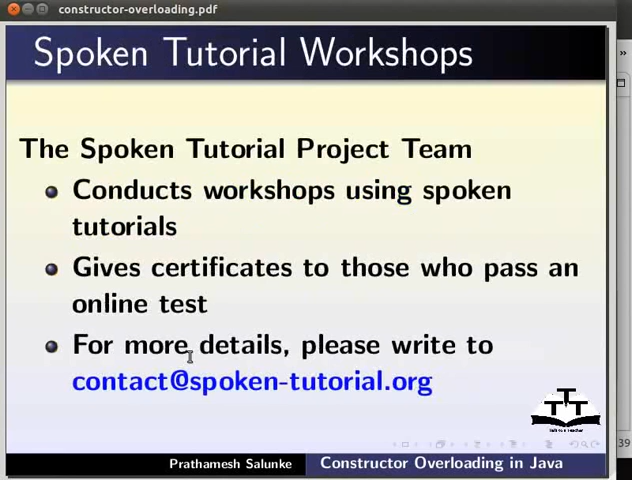 constructor-overloading.pdf
Spoken Tutorial Workshops
The Spoken Tutorial Project Team
Conducts workshops using spoken
tutorials
Gives certificates to those who pass an
online test
For more details, please write to
contact@spoken-tutorial.org
39
Prathamesh Salunke Constructor Overloading in Java